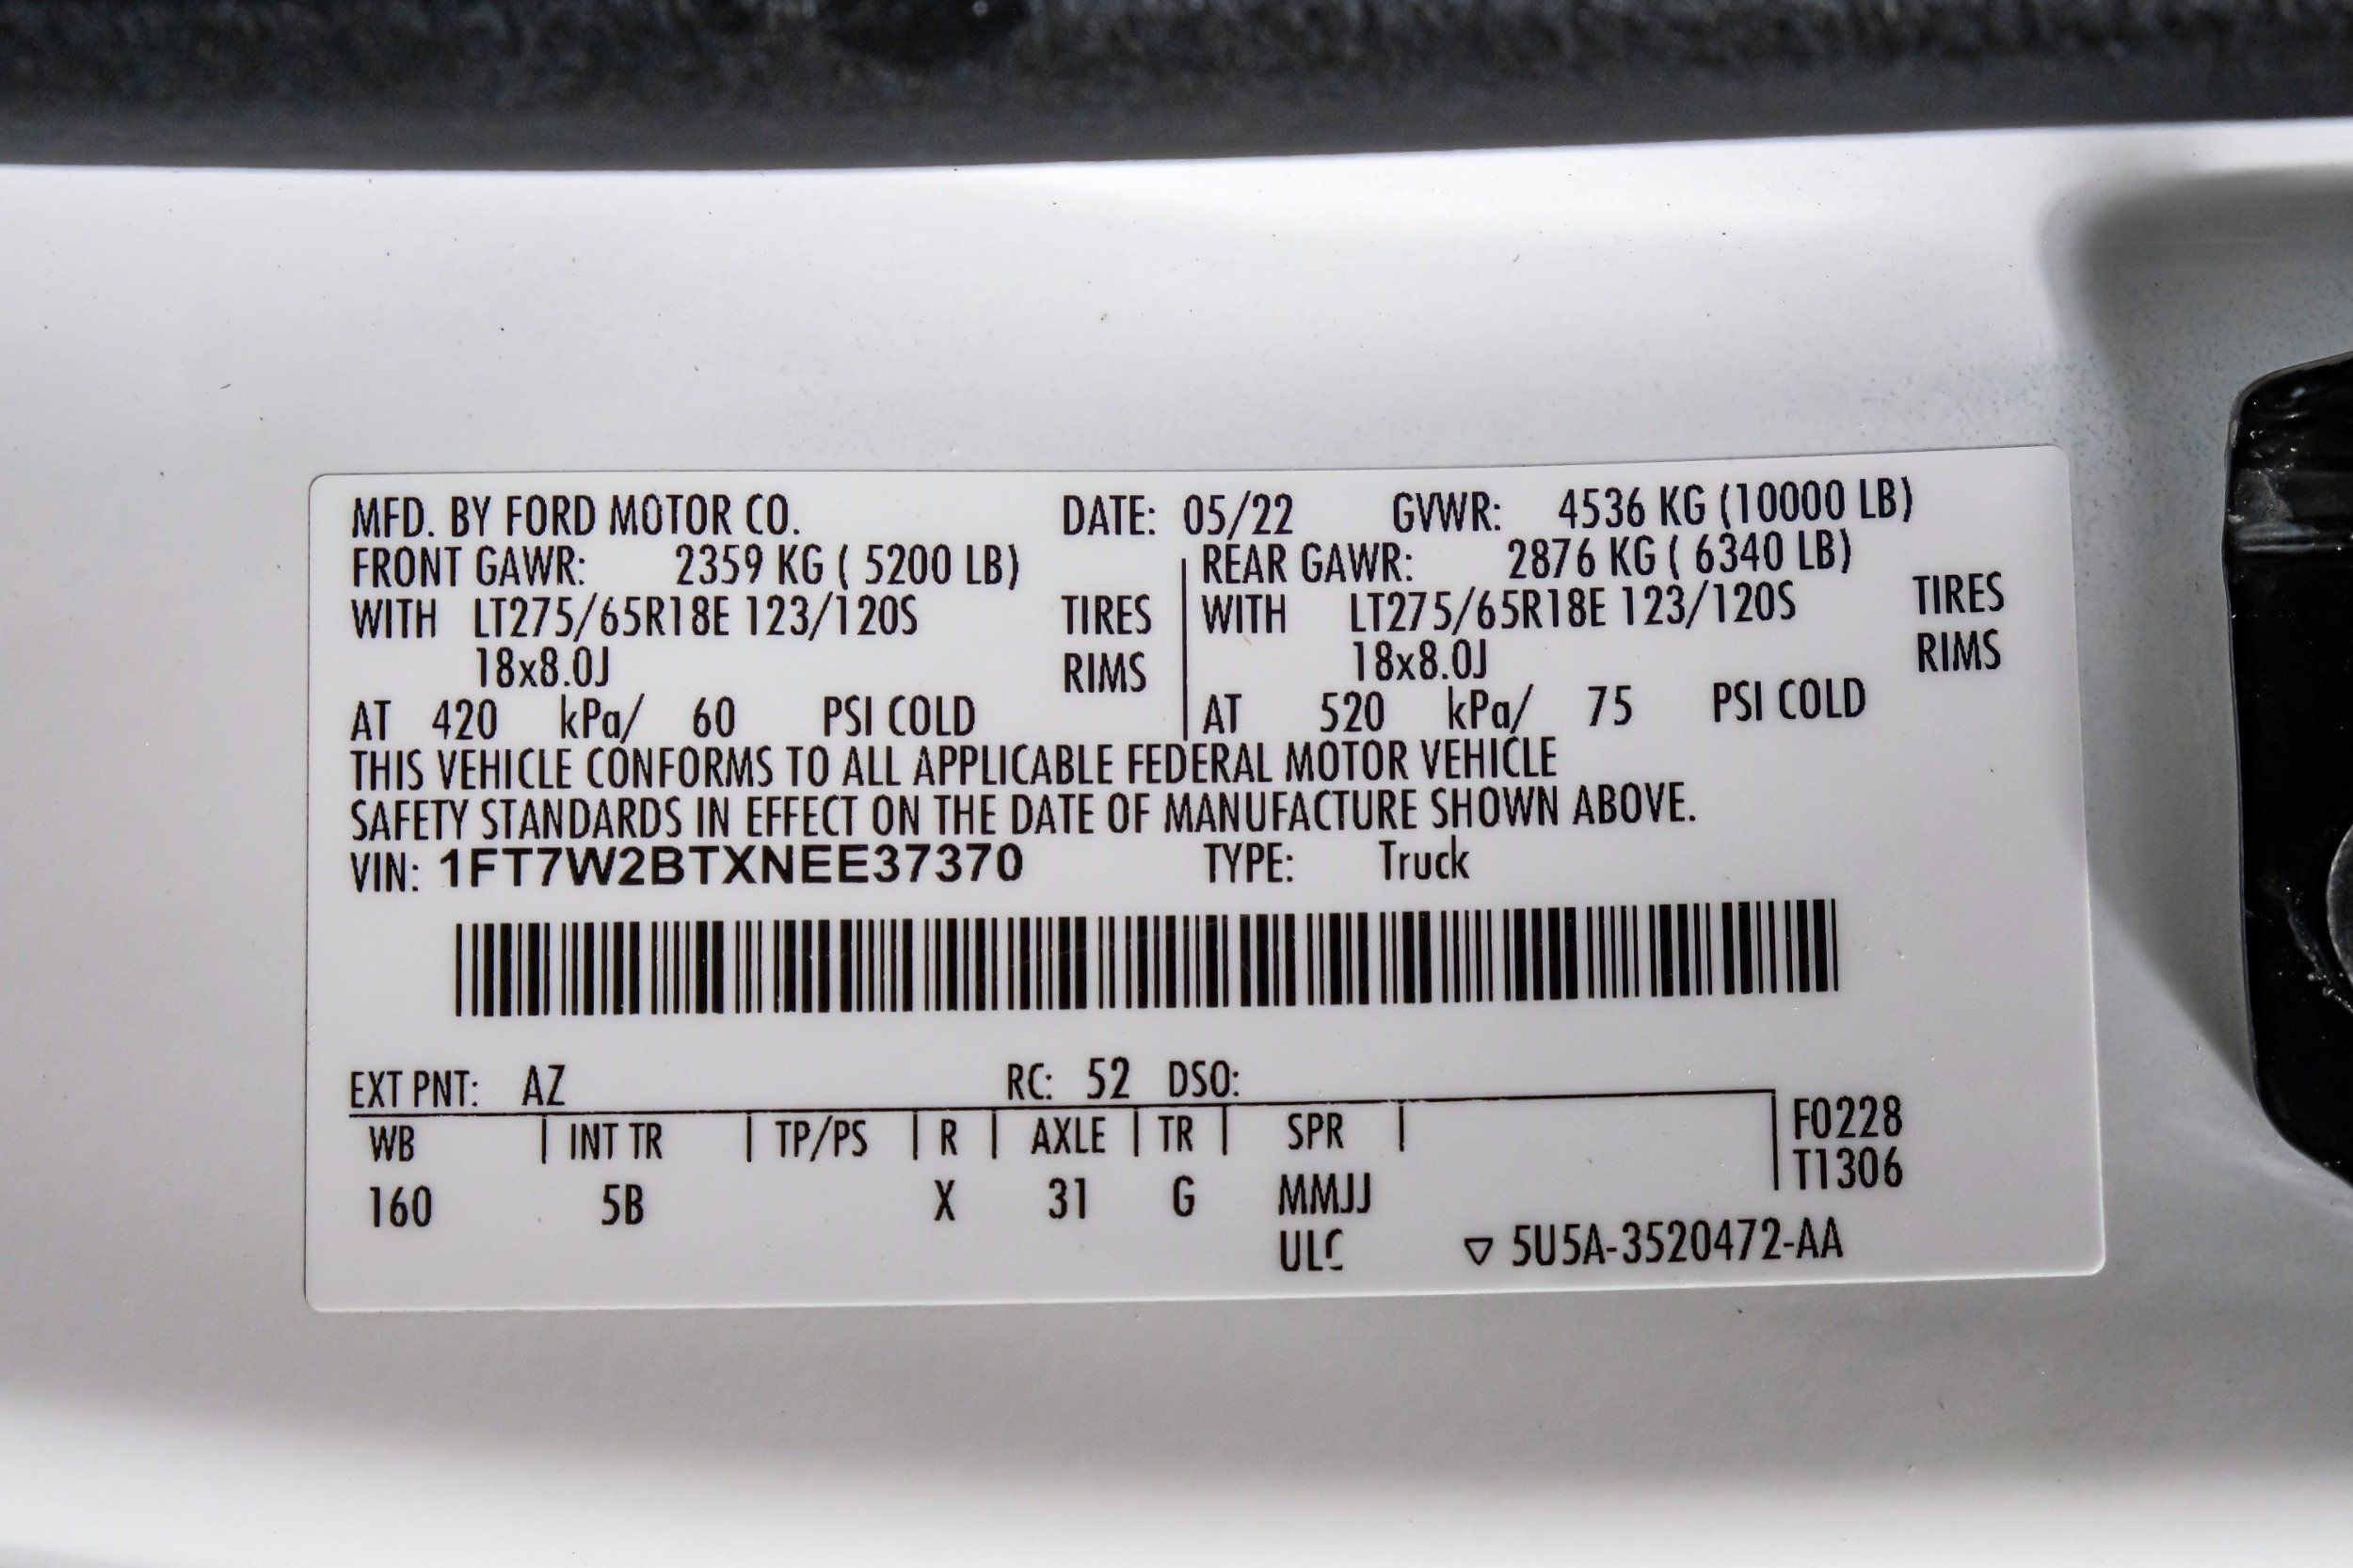 MFD. BY FORD MOTOR CO. DATE: 05/22 GVWR: 4536 KG (10000 LB)
FRONT GAWR: 2359 KG ( 5200 LB) REAR GAWR: 2876 KG ( 6340 LB)
WITH LT275/65R18E 123/120S TIRES WITH LT275/65R18E 123/120S TIRES
18x8.0J RIMS 18x8.0J RIMS
AT 420 kPa/ 60 PSI COLD AT 520 kPa/ 75 PSI COLD
THIS VEHICLE CONFORMS TO ALL APPLICABLE FEDERAL MOTOR VEHICLE
SAFETY STANDARDS IN EFFECT ON THE DATE OF MANUFACTURE SHOWN ABOVE.
VIN: 1FT7W2BTXNEE37370 TYPE: Truck
EXT PNT: AZ RC: 52 DSO:
WB | INT TR | TP/PS | R | AXLE | TR | SPR | F0228
T1306
160 5B X 31 G MMJJ
ULC ▽ 5U5A-3520472-AA